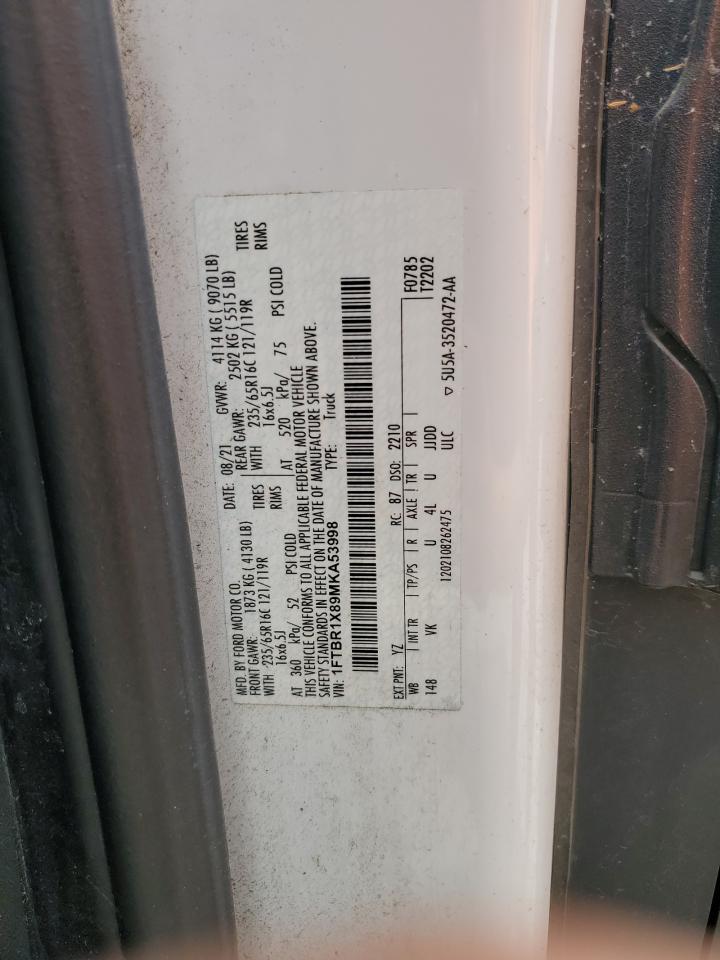 MFD. BY FORD MOTOR CO.
DATE: 08/21 GVWR: 4114 KG ( 9070 LB)
FRONT GAWR: 1873 KG ( 4130 LB)
REAR GAWR: 2502 KG ( 5515 LB)
WITH 235/65R16C 121/119R TIRES
WITH 235/65R16C 121/119R TIRES
16x6.5J RIMS
16x6.5J RIMS
AT 360 kPa/ 52 PSI COLD
AT 520 kPa/ 75 PSI COLD
THIS VEHICLE CONFORMS TO ALL APPLICABLE FEDERAL MOTOR VEHICLE
SAFETY STANDARDS IN EFFECT ON THE DATE OF MANUFACTURE SHOWN ABOVE.
VIN: 1FTBR1X89MKA53998 TYPE: Truck
EXT PNT: YZ RC: 87 DSO: 2210 F0785
WB INT TR TP/PS R AXLE TR SPR T2202
148 VK U 4L U JJDD
1202108262475 ULC ▽ 5U5A-3520472-AA